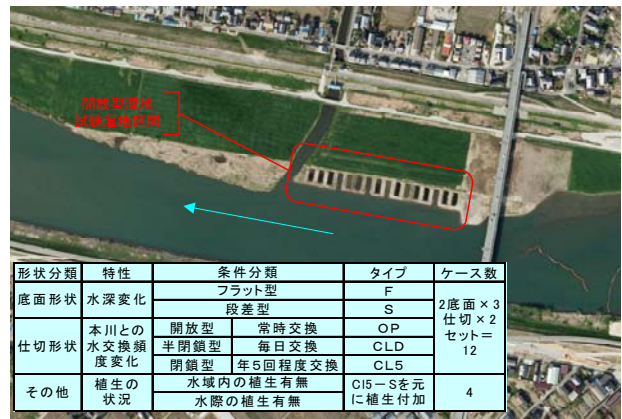 開放型湿地
試験湿地区間
形状分類 特性 条件分類 タイプ ケース数
底面形状 水深変化 フラット型 F
段差型 S
2底面×3
仕切×2
セット=
12
仕切形状 本川との
水交換頻
度変化
開放型 常時交換 OP
半閉鎖型 毎日交換 CLD
閉鎖型 年5回程度交換 CL5
その他 植生の
状況
水域内の植生有無
水際の植生有無
Cl5-Sを元
に植生付加
4